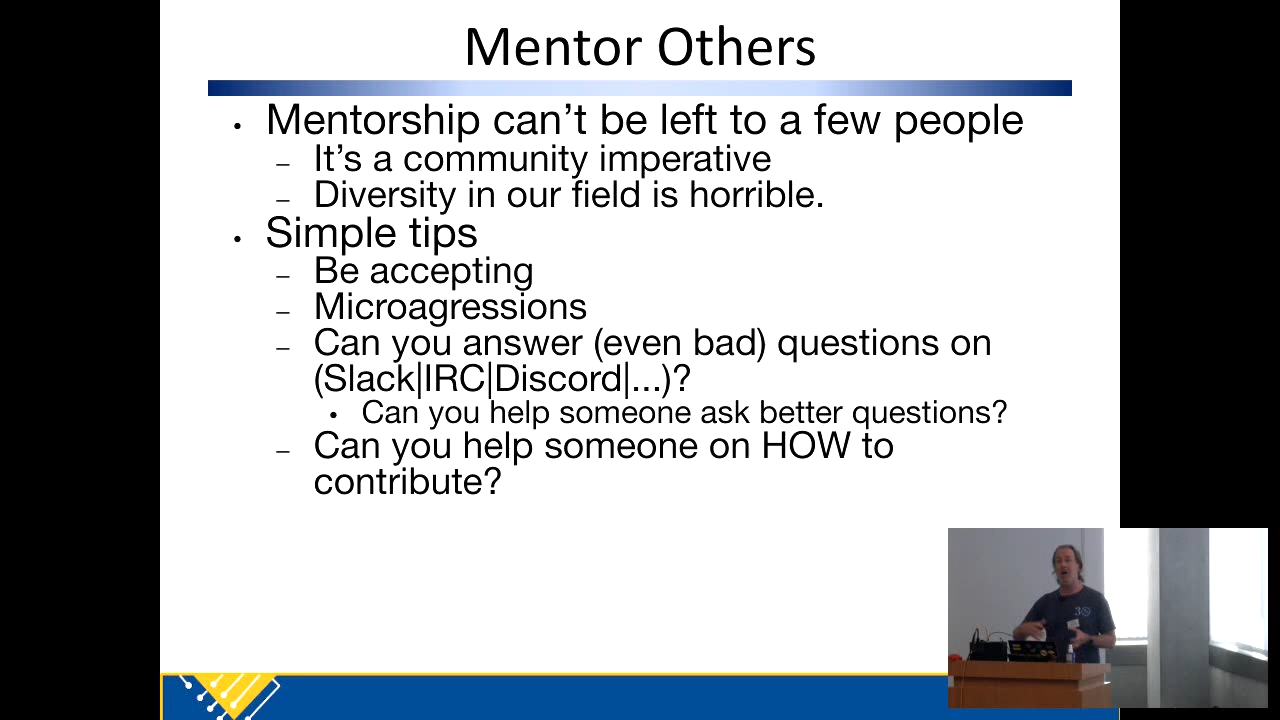 Mentor Others
• Mentorship can’t be left to a few people
– It’s a community imperative
– Diversity in our field is horrible.
• Simple tips
– Be accepting
– Microagressions
– Can you answer (even bad) questions on
(Slack|IRC|Discord|...)?
• Can you help someone ask better questions?
– Can you help someone on HOW to
contribute?